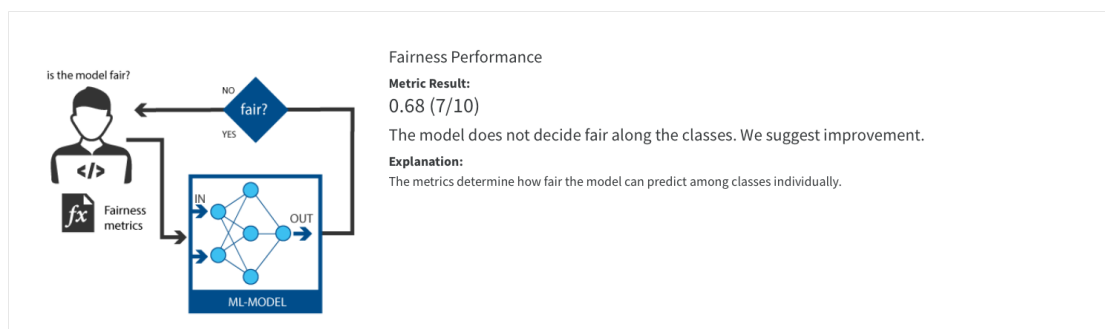 is the model fair?
NO
fair?
YES
</>
fx
Fairness
metrics
IN
OUT
ML-MODEL
Fairness Performance
Metric Result:
0.68 (7/10)
The model does not decide fair along the classes. We suggest improvement.
Explanation:
The metrics determine how fair the model can predict among classes individually.